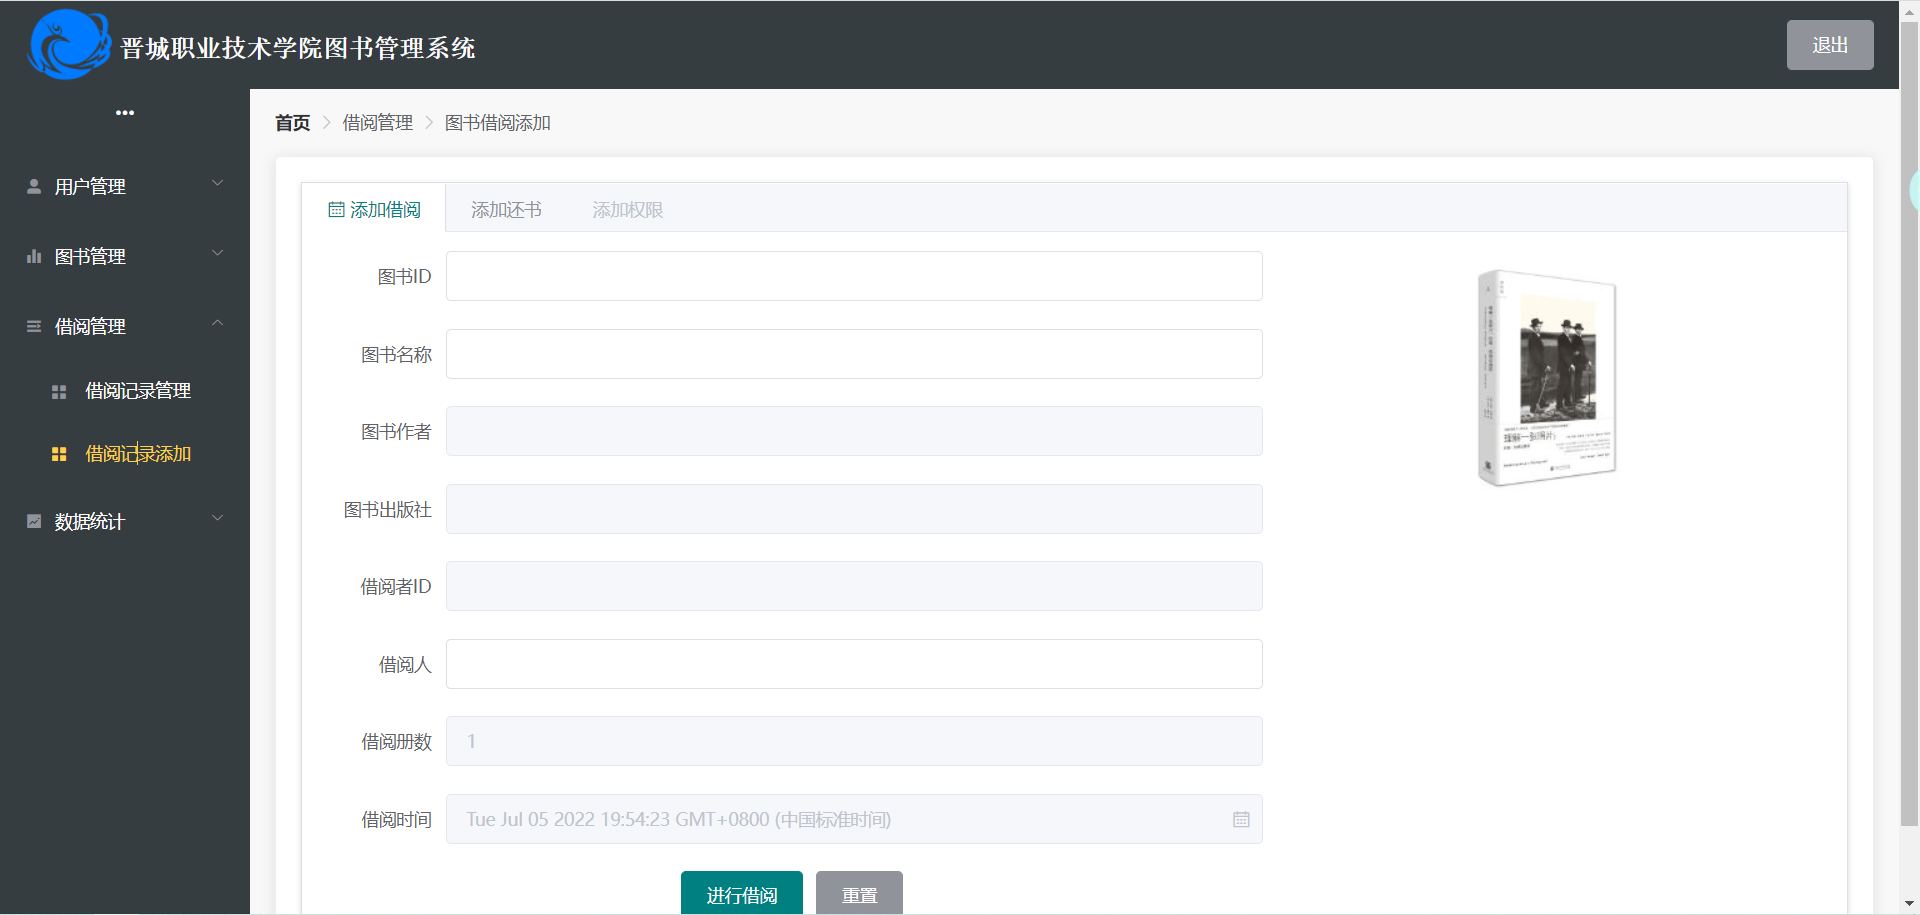 晋城职业技术学院图书管理系统
退出
•••
用户管理
图书管理
借阅管理
借阅记录管理
借阅记录添加
数据统计
首页 > 借阅管理 > 图书借阅添加
添加借阅 添加还书 添加权限
图书ID
图书名称
图书作者
图书出版社
借阅者ID
借阅人
借阅册数 1
借阅时间 Tue Jul 05 2022 19:54:23 GMT+0800 (中国标准时间)
进行借阅 重置
理解一张照片: